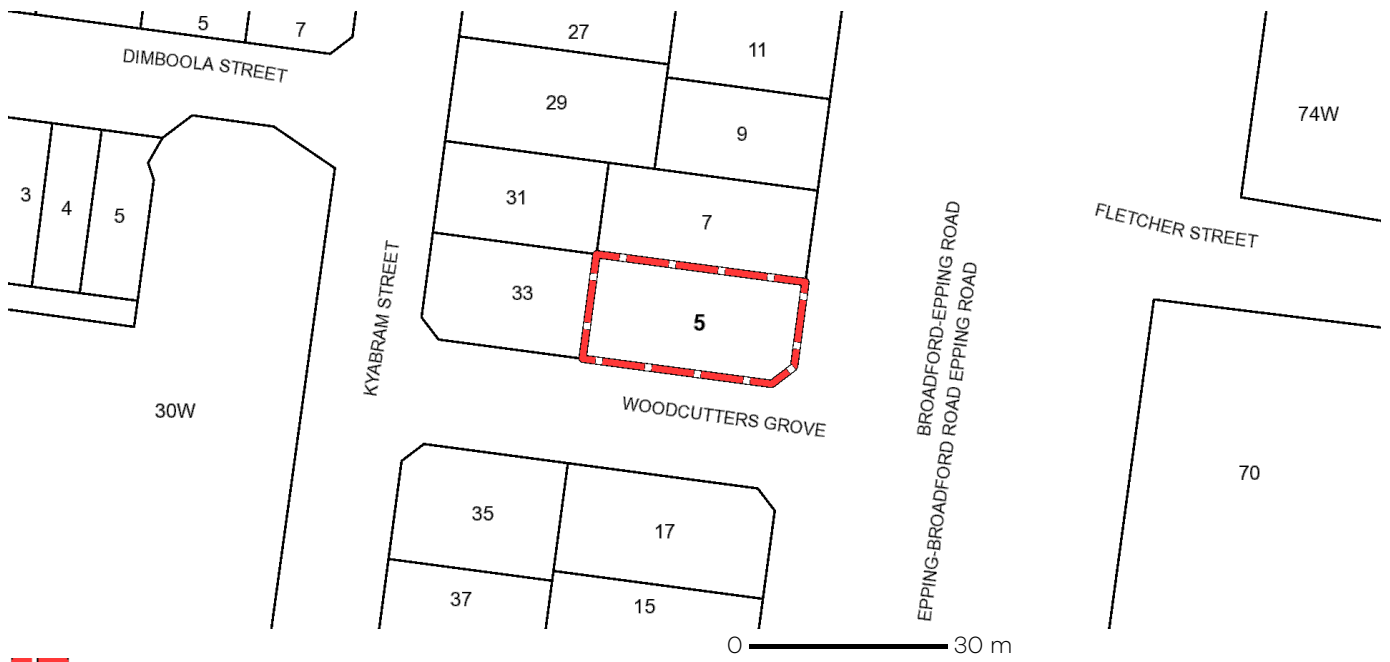 5
7
27
11
DIMBOOLA STREET
29
9
74W
3
4
5
31
7
FLETCHER STREET
KYABRAM STREET
33
5
BROADFORD-EPPING ROAD
EPPING-BROADFORD ROAD EPPING ROAD
30W
WOODCUTTERS GROVE
35
17
70
37
15
0 30 m